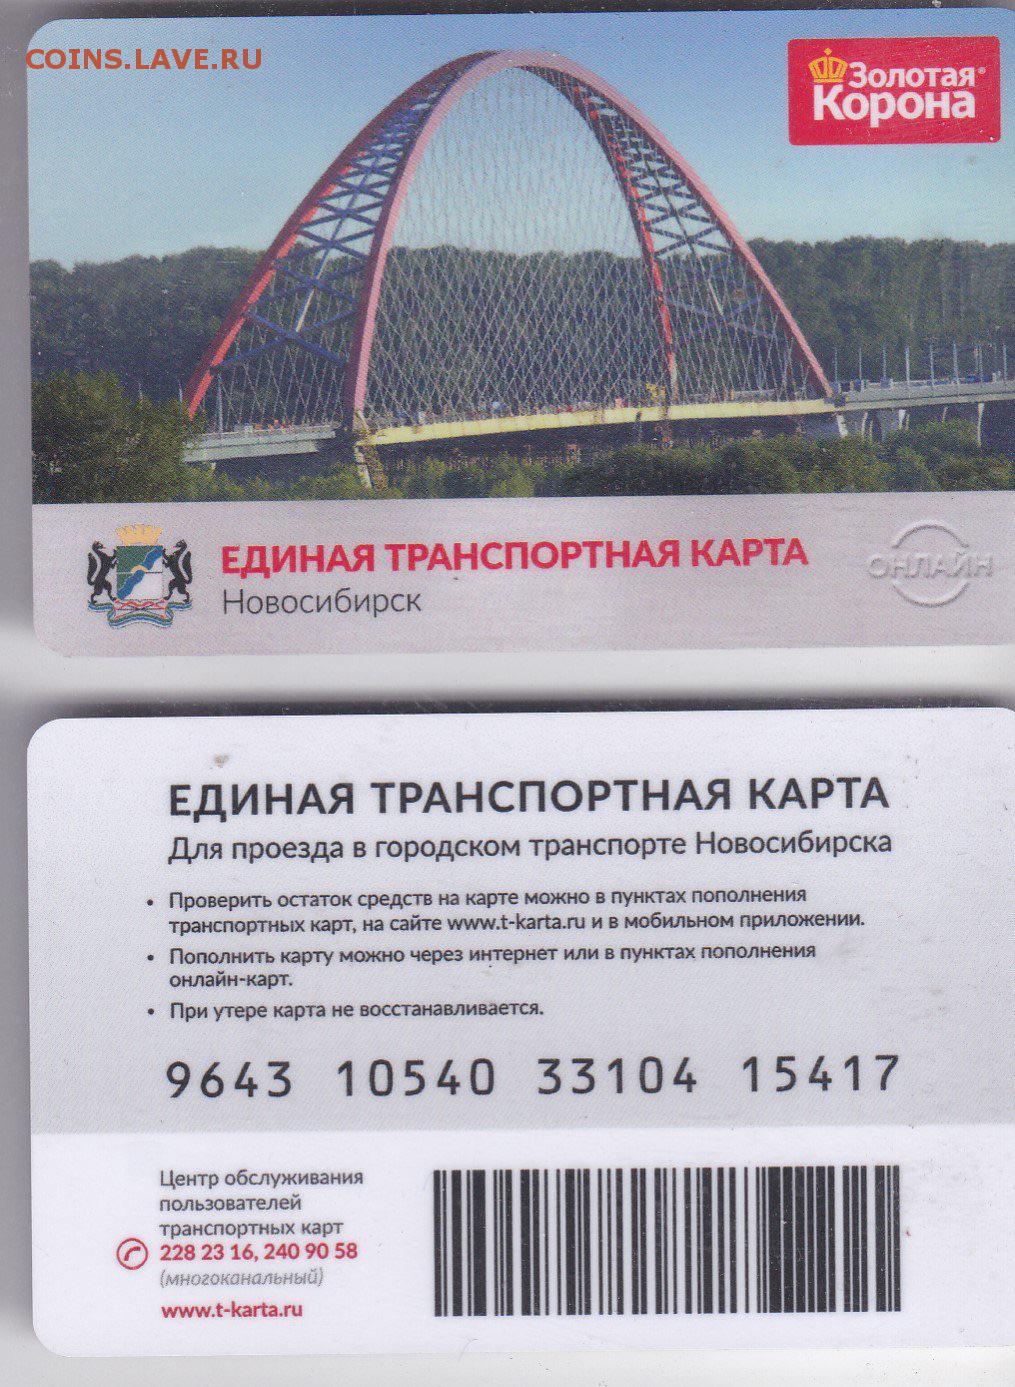 COINS.LAVE.RU
Золотая®
Корона
ЕДИНАЯ ТРАНСПОРТНАЯ КАРТА
Новосибирск
ОНЛАЙН
ЕДИНАЯ ТРАНСПОРТНАЯ КАРТА
Для проезда в городском транспорте Новосибирска
• Проверить остаток средств на карте можно в пунктах пополнения
транспортных карт, на сайте www.t-karta.ru и в мобильном приложении.
• Пополнить карту можно через интернет или в пунктах пополнения
онлайн-карт.
• При утере карта не восстанавливается.
9643 10540 33104 15417
Центр обслуживания
пользователей
транспортных карт
228 23 16, 240 90 58
(многоканальный)
www.t-karta.ru